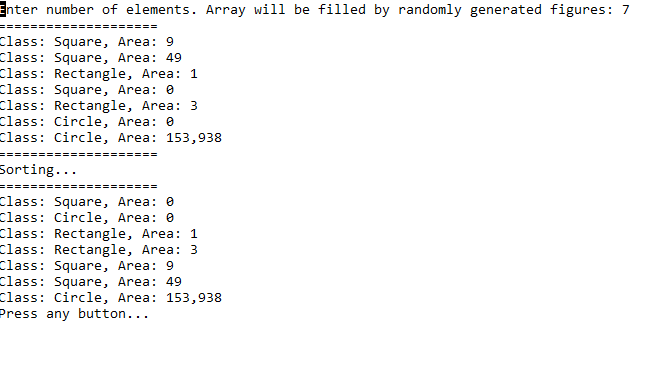 Enter number of elements. Array will be filled by randomly generated figures: 7
====================
Class: Square, Area: 9
Class: Square, Area: 49
Class: Rectangle, Area: 1
Class: Square, Area: 0
Class: Rectangle, Area: 3
Class: Circle, Area: 0
Class: Circle, Area: 153,938
====================
Sorting...
====================
Class: Square, Area: 0
Class: Circle, Area: 0
Class: Rectangle, Area: 1
Class: Rectangle, Area: 3
Class: Square, Area: 9
Class: Square, Area: 49
Class: Circle, Area: 153,938
Press any button...